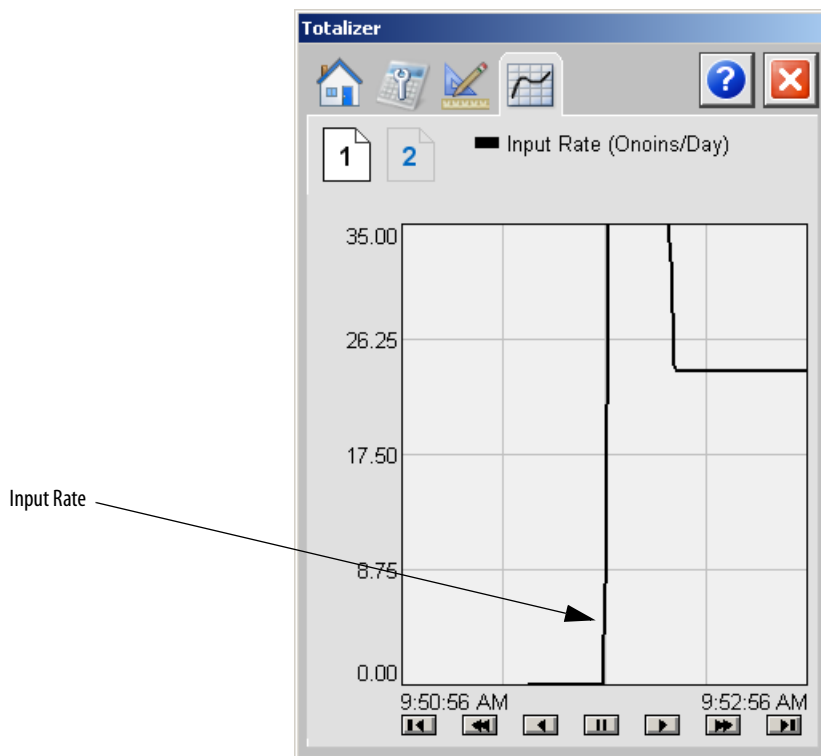 Totalizer
1
2
Input Rate (Onoins/Day)
35.00
26.25
17.50
Input Rate
8.75
0.00
9:50:56 AM
9:52:56 AM